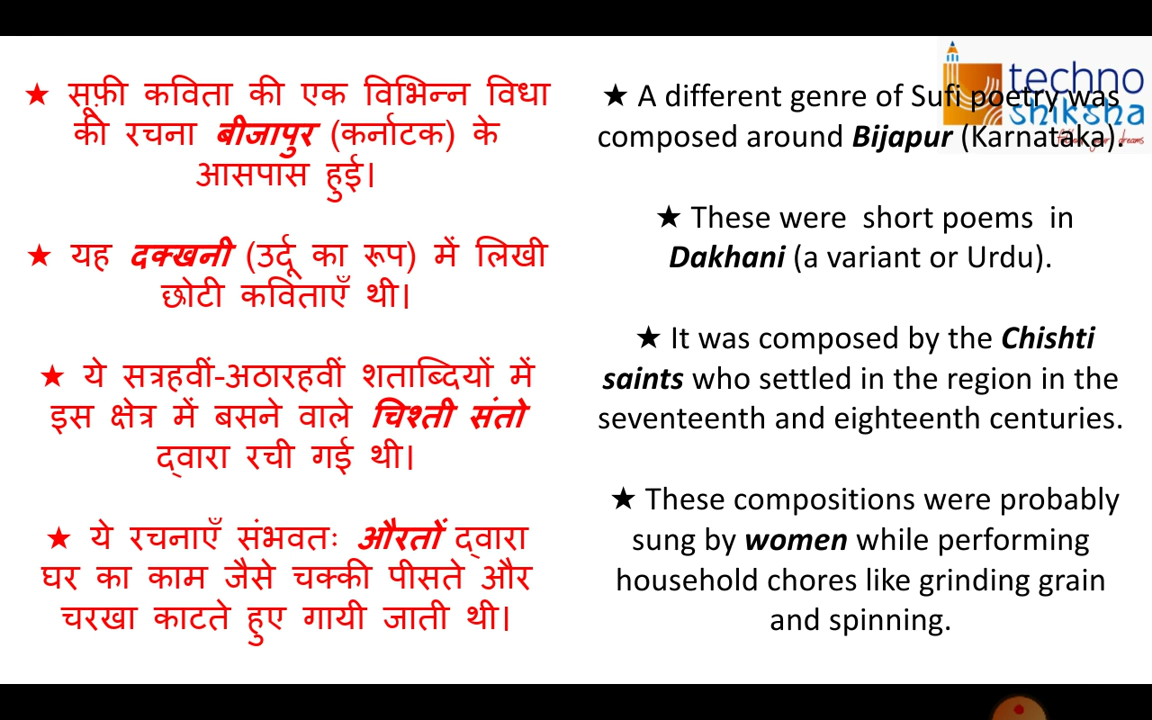 ★ सूफ़ी कविता की एक विभिन्न विधा
की रचना बीजापुर (कर्नाटक) के
आसपास हुई।
★ यह दक्खनी (उर्दू का रूप) में लिखी
छोटी कविताएँ थी।
★ ये सत्रहवीं-अठारहवीं शताब्दियों में
इस क्षेत्र में बसने वाले चिश्ती संतो
द्वारा रची गई थी।
★ ये रचनाएँ संभवतः औरतों द्वारा
घर का काम जैसे चक्की पीसते और
चरखा काटते हुए गायी जाती थी।
★ A different genre of Sufi poetry was
composed around Bijapur (Karnataka).
★ These were short poems in
Dakhani (a variant or Urdu).
★ It was composed by the Chishti
saints who settled in the region in the
seventeenth and eighteenth centuries.
★ These compositions were probably
sung by women while performing
household chores like grinding grain
and spinning.
techno
shiksha
your dreams